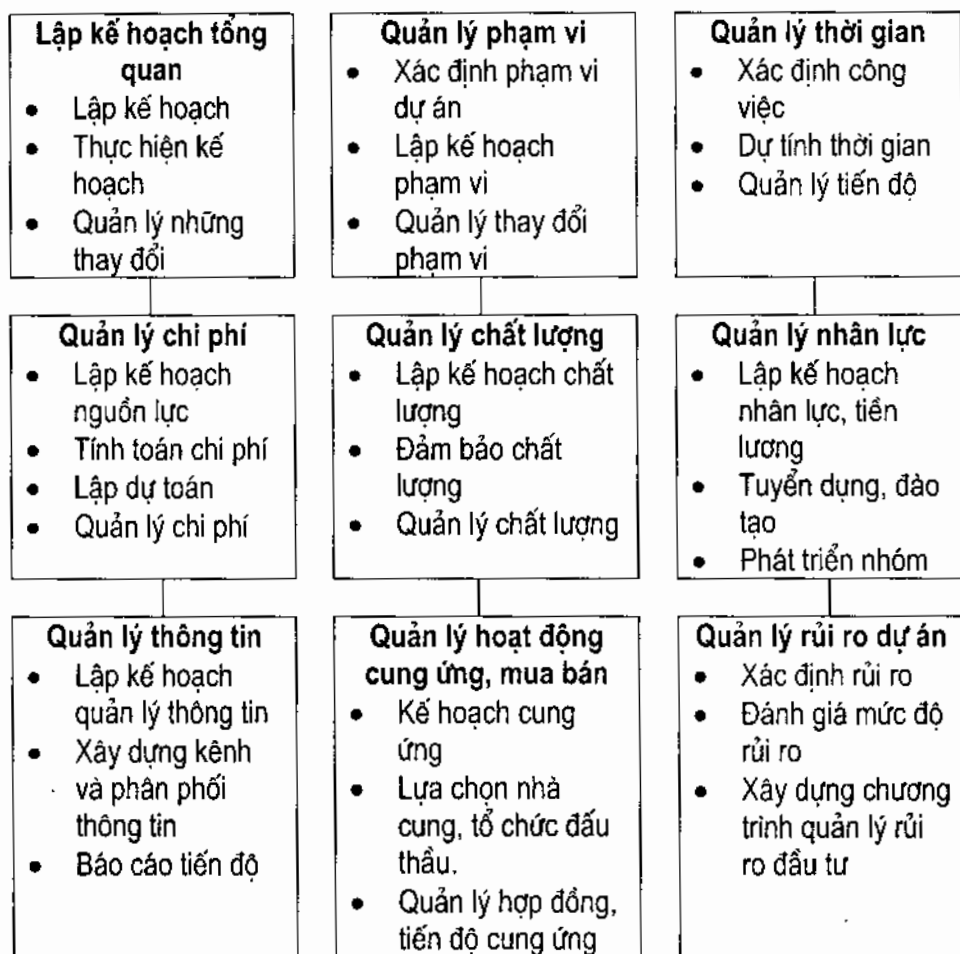 Lập kế hoạch tổng
quan
• Lập kế hoạch
• Thực hiện kế
hoạch
• Quản lý những
thay đổi
Quản lý phạm vi
• Xác định phạm vi
dự án
• Lập kế hoạch
phạm vi
• Quản lý thay đổi
phạm vi
Quản lý thời gian
• Xác định công
việc
• Dự tính thời gian
• Quản lý tiến độ
Quản lý chi phí
• Lập kế hoạch
nguồn lực
• Tính toán chi phí
• Lập dự toán
• Quản lý chi phí
Quản lý chất lượng
• Lập kế hoạch chất
lượng
• Đảm bảo chất
lượng
• Quản lý chất lượng
Quản lý nhân lực
• Lập kế hoạch
nhân lực, tiền
lương
• Tuyển dụng, đào
tạo
• Phát triển nhóm
Quản lý thông tin
• Lập kế hoạch
quản lý thông tin
• Xây dựng kênh
và phân phối
thông tin
• Báo cáo tiến độ
Quản lý hoạt động
cung ứng, mua bán
• Kế hoạch cung
ứng
• Lựa chọn nhà
cung, tổ chức đấu
thầu.
• Quản lý hợp đồng,
tiến độ cung ứng
Quản lý rủi ro dự án
• Xác định rủi ro
• Đánh giá mức độ
rủi ro
• Xây dựng chương
trình quản lý rủi
ro đầu tư